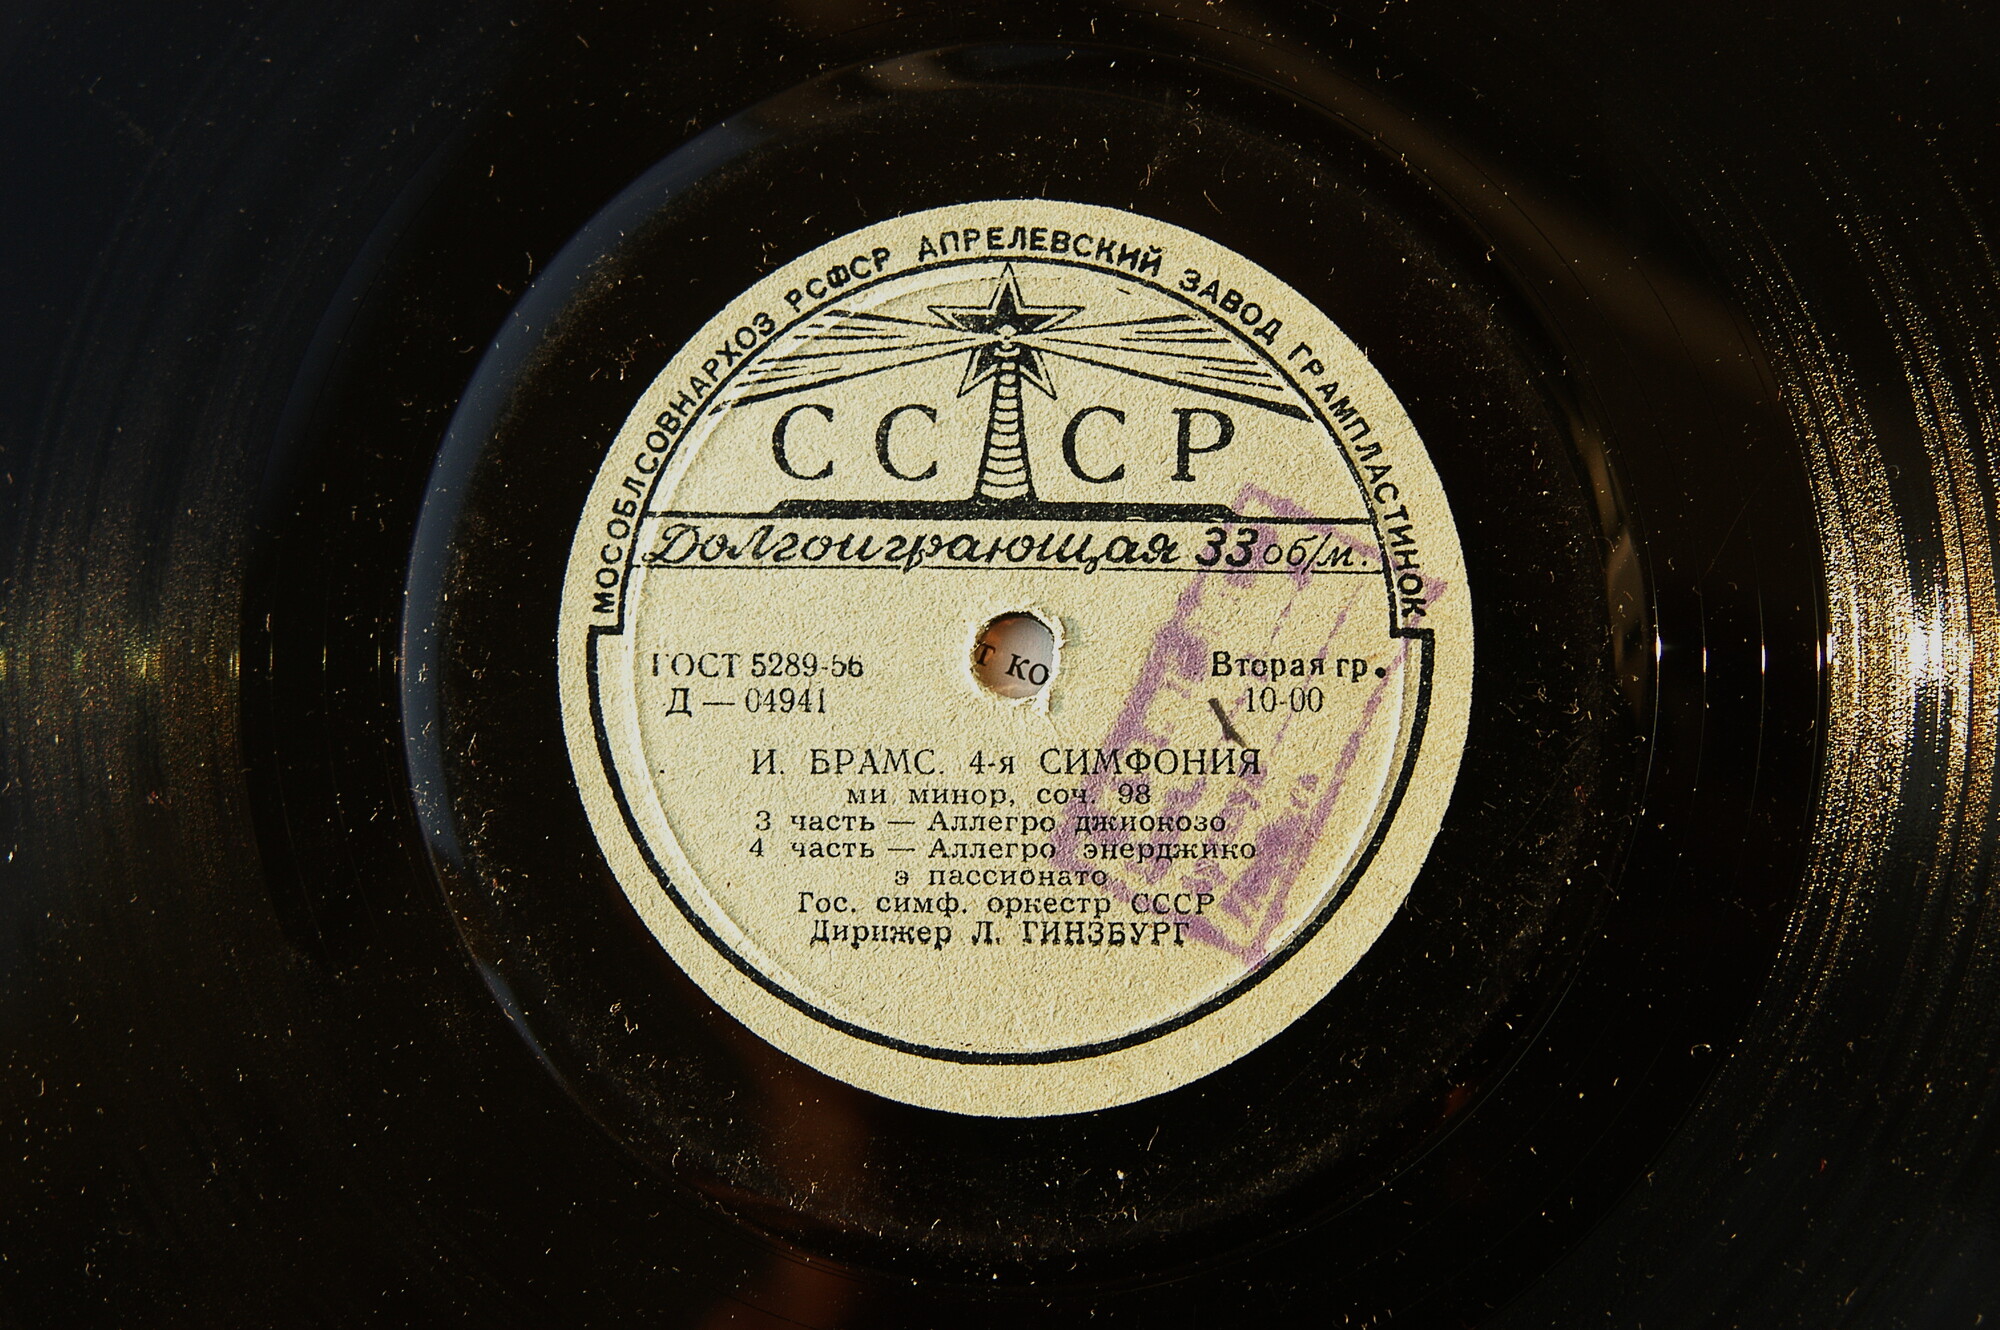 МОСОБЛСОВНАРХОЗ РСФСР АПРЕЛЕВСКИЙ ЗАВОД ГРАМПЛАСТИНОК
СССР
Долгоиграющая 33 об/м.
ГОСТ 5289-56
Вторая гр.
Д — 04941
10-00
т ко
И. БРАМС. 4-я СИМФОНИЯ
ми минор, соч. 98
3 часть — Аллегро джиокозо
4 часть — Аллегро энерджико
э пассионато
Гос. симф. оркестр СССР
Дирижер Л. ГИНЗБУРГ